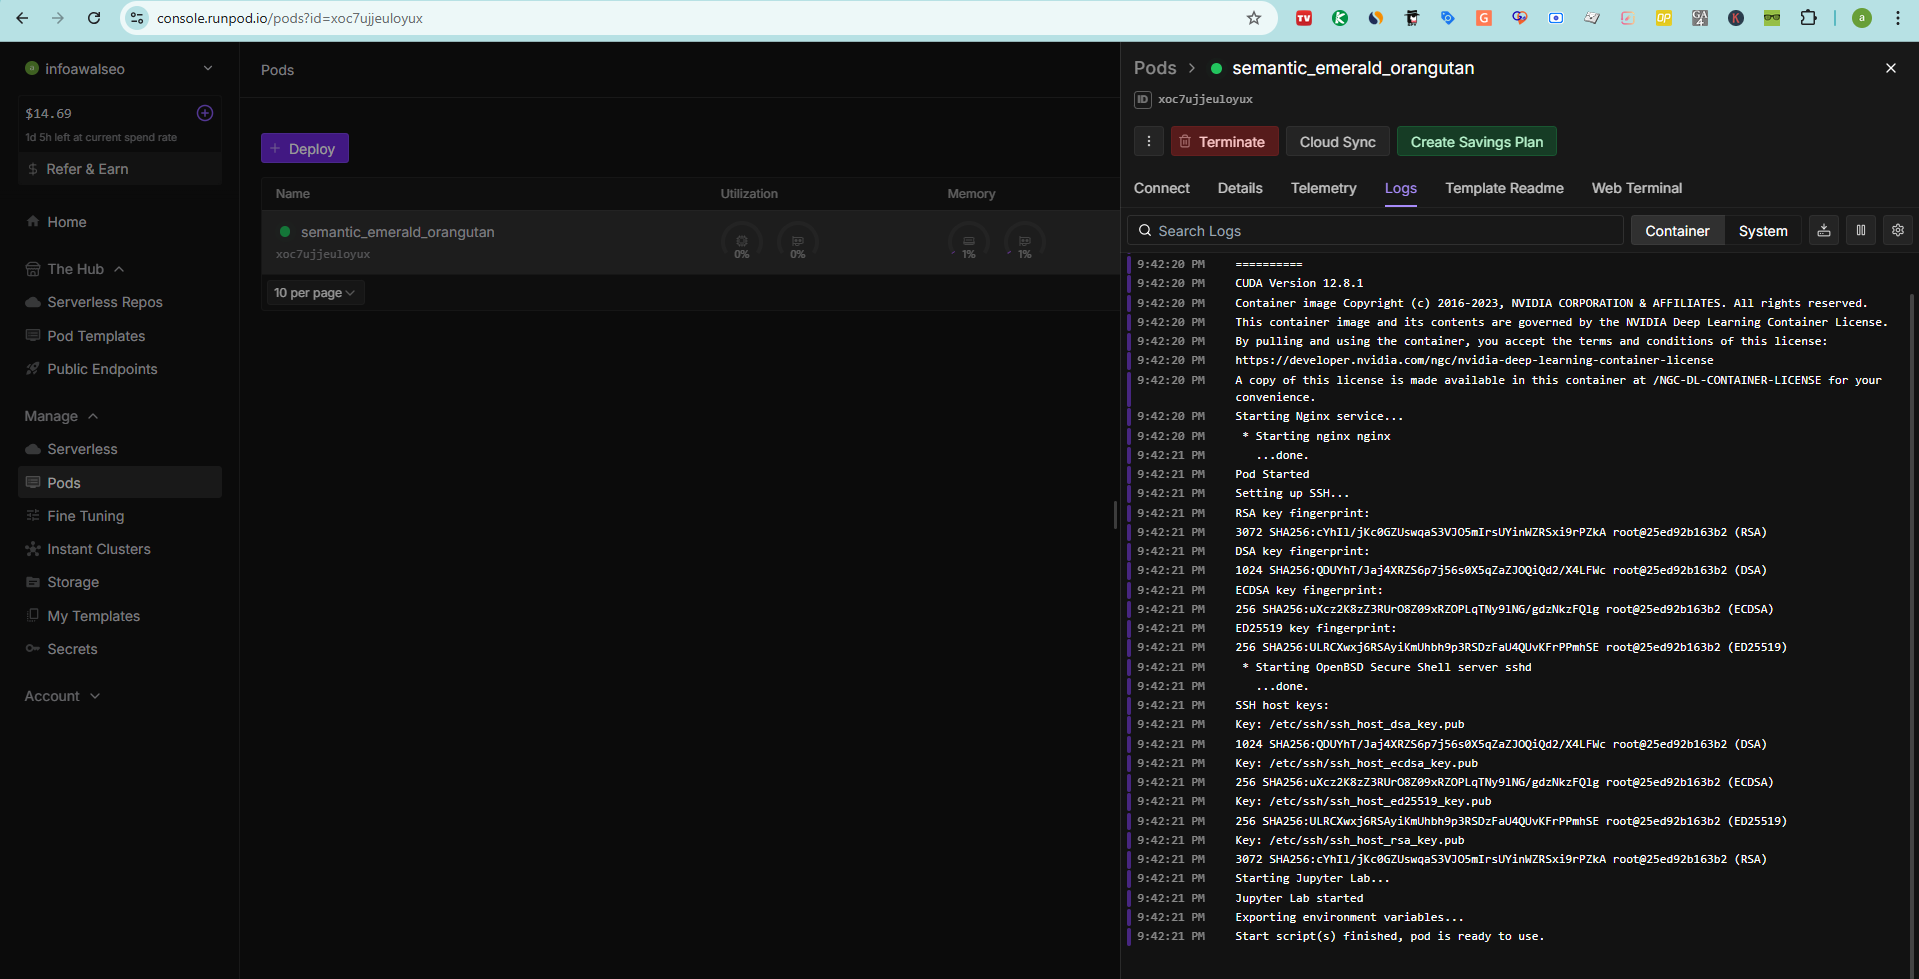 console.runpod.io/pods?id=xoc7ujjeuloyux
infoawalseo
$14.69
1d 5h left at current spend rate
Refer & Earn
Home
The Hub
Serverless Repos
Pod Templates
Public Endpoints
Manage
Serverless
Pods
Fine Tuning
Instant Clusters
Storage
My Templates
Secrets
Account
Pods
+ Deploy
Name Utilization Memory
semantic_emerald_orangutan
xoc7ujjeuloyux
0% 0% 1% 1%
10 per page
Pods > semantic_emerald_orangutan
ID xoc7ujjeuloyux
Terminate Cloud Sync Create Savings Plan
Connect Details Telemetry Logs Template Readme Web Terminal
Search Logs Container System
9:42:20 PM ==========
9:42:20 PM CUDA Version 12.8.1
9:42:20 PM Container image Copyright (c) 2016-2023, NVIDIA CORPORATION & AFFILIATES. All rights reserved.
9:42:20 PM This container image and its contents are governed by the NVIDIA Deep Learning Container License.
9:42:20 PM By pulling and using the container, you accept the terms and conditions of this license:
9:42:20 PM https://developer.nvidia.com/ngc/nvidia-deep-learning-container-license
9:42:20 PM A copy of this license is made available in this container at /NGC-DL-CONTAINER-LICENSE for your
convenience.
9:42:20 PM Starting Nginx service...
9:42:20 PM * Starting nginx nginx
9:42:21 PM ...done.
9:42:21 PM Pod Started
9:42:21 PM Setting up SSH...
9:42:21 PM RSA key fingerprint:
9:42:21 PM 3072 SHA256:cYhIl/jKc0GZUswqaS3VJO5mIrsUYinWZRSxi9rPZkA root@25ed92b163b2 (RSA)
9:42:21 PM DSA key fingerprint:
9:42:21 PM 1024 SHA256:QDUYhT/Jaj4XRZS6p7j56s0X5qZaZJOQiQd2/X4LFWc root@25ed92b163b2 (DSA)
9:42:21 PM ECDSA key fingerprint:
9:42:21 PM 256 SHA256:uXcz2K8zZ3RUrO8Z09xRZOPLqTNy9lNG/gdzNkzFQlg root@25ed92b163b2 (ECDSA)
9:42:21 PM ED25519 key fingerprint:
9:42:21 PM 256 SHA256:ULRCXwxj6RSAyiKmUhbh9p3RSDzFaU4QUvKFrPPmhSE root@25ed92b163b2 (ED25519)
9:42:21 PM * Starting OpenBSD Secure Shell server sshd
9:42:21 PM ...done.
9:42:21 PM SSH host keys:
9:42:21 PM Key: /etc/ssh/ssh_host_dsa_key.pub
9:42:21 PM 1024 SHA256:QDUYhT/Jaj4XRZS6p7j56s0X5qZaZJOQiQd2/X4LFWc root@25ed92b163b2 (DSA)
9:42:21 PM Key: /etc/ssh/ssh_host_ecdsa_key.pub
9:42:21 PM 256 SHA256:uXcz2K8zZ3RUrO8Z09xRZOPLqTNy9lNG/gdzNkzFQlg root@25ed92b163b2 (ECDSA)
9:42:21 PM Key: /etc/ssh/ssh_host_ed25519_key.pub
9:42:21 PM 256 SHA256:ULRCXwxj6RSAyiKmUhbh9p3RSDzFaU4QUvKFrPPmhSE root@25ed92b163b2 (ED25519)
9:42:21 PM Key: /etc/ssh/ssh_host_rsa_key.pub
9:42:21 PM 3072 SHA256:cYhIl/jKc0GZUswqaS3VJO5mIrsUYinWZRSxi9rPZkA root@25ed92b163b2 (RSA)
9:42:21 PM Starting Jupyter Lab...
9:42:21 PM Jupyter Lab started
9:42:21 PM Exporting environment variables...
9:42:21 PM Start script(s) finished, pod is ready to use.